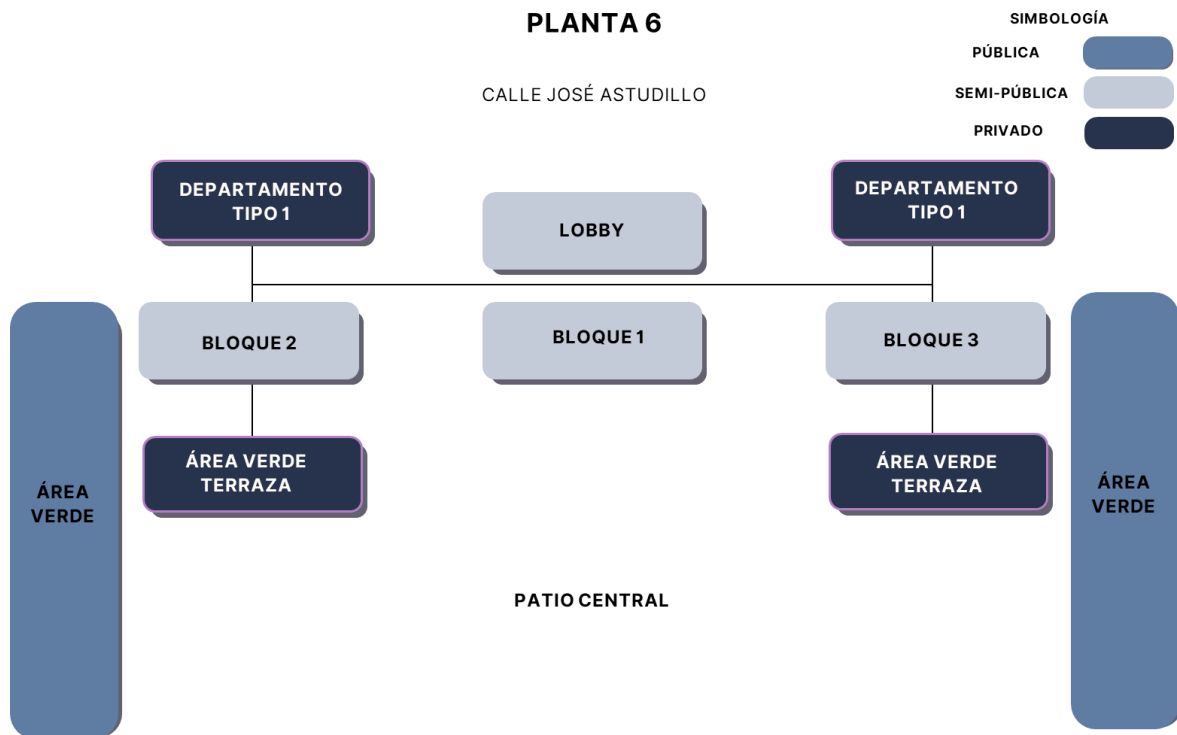 PLANTA 6
SIMBOLOGÍA
PÚBLICA
SEMI-PÚBLICA
PRIVADO
CALLE JOSÉ ASTUDILLO
DEPARTAMENTO
TIPO 1
LOBBY
DEPARTAMENTO
TIPO 1
BLOQUE 2
BLOQUE 1
BLOQUE 3
ÁREA VERDE
TERRAZA
ÁREA VERDE
TERRAZA
ÁREA
VERDE
ÁREA
VERDE
PATIO CENTRAL